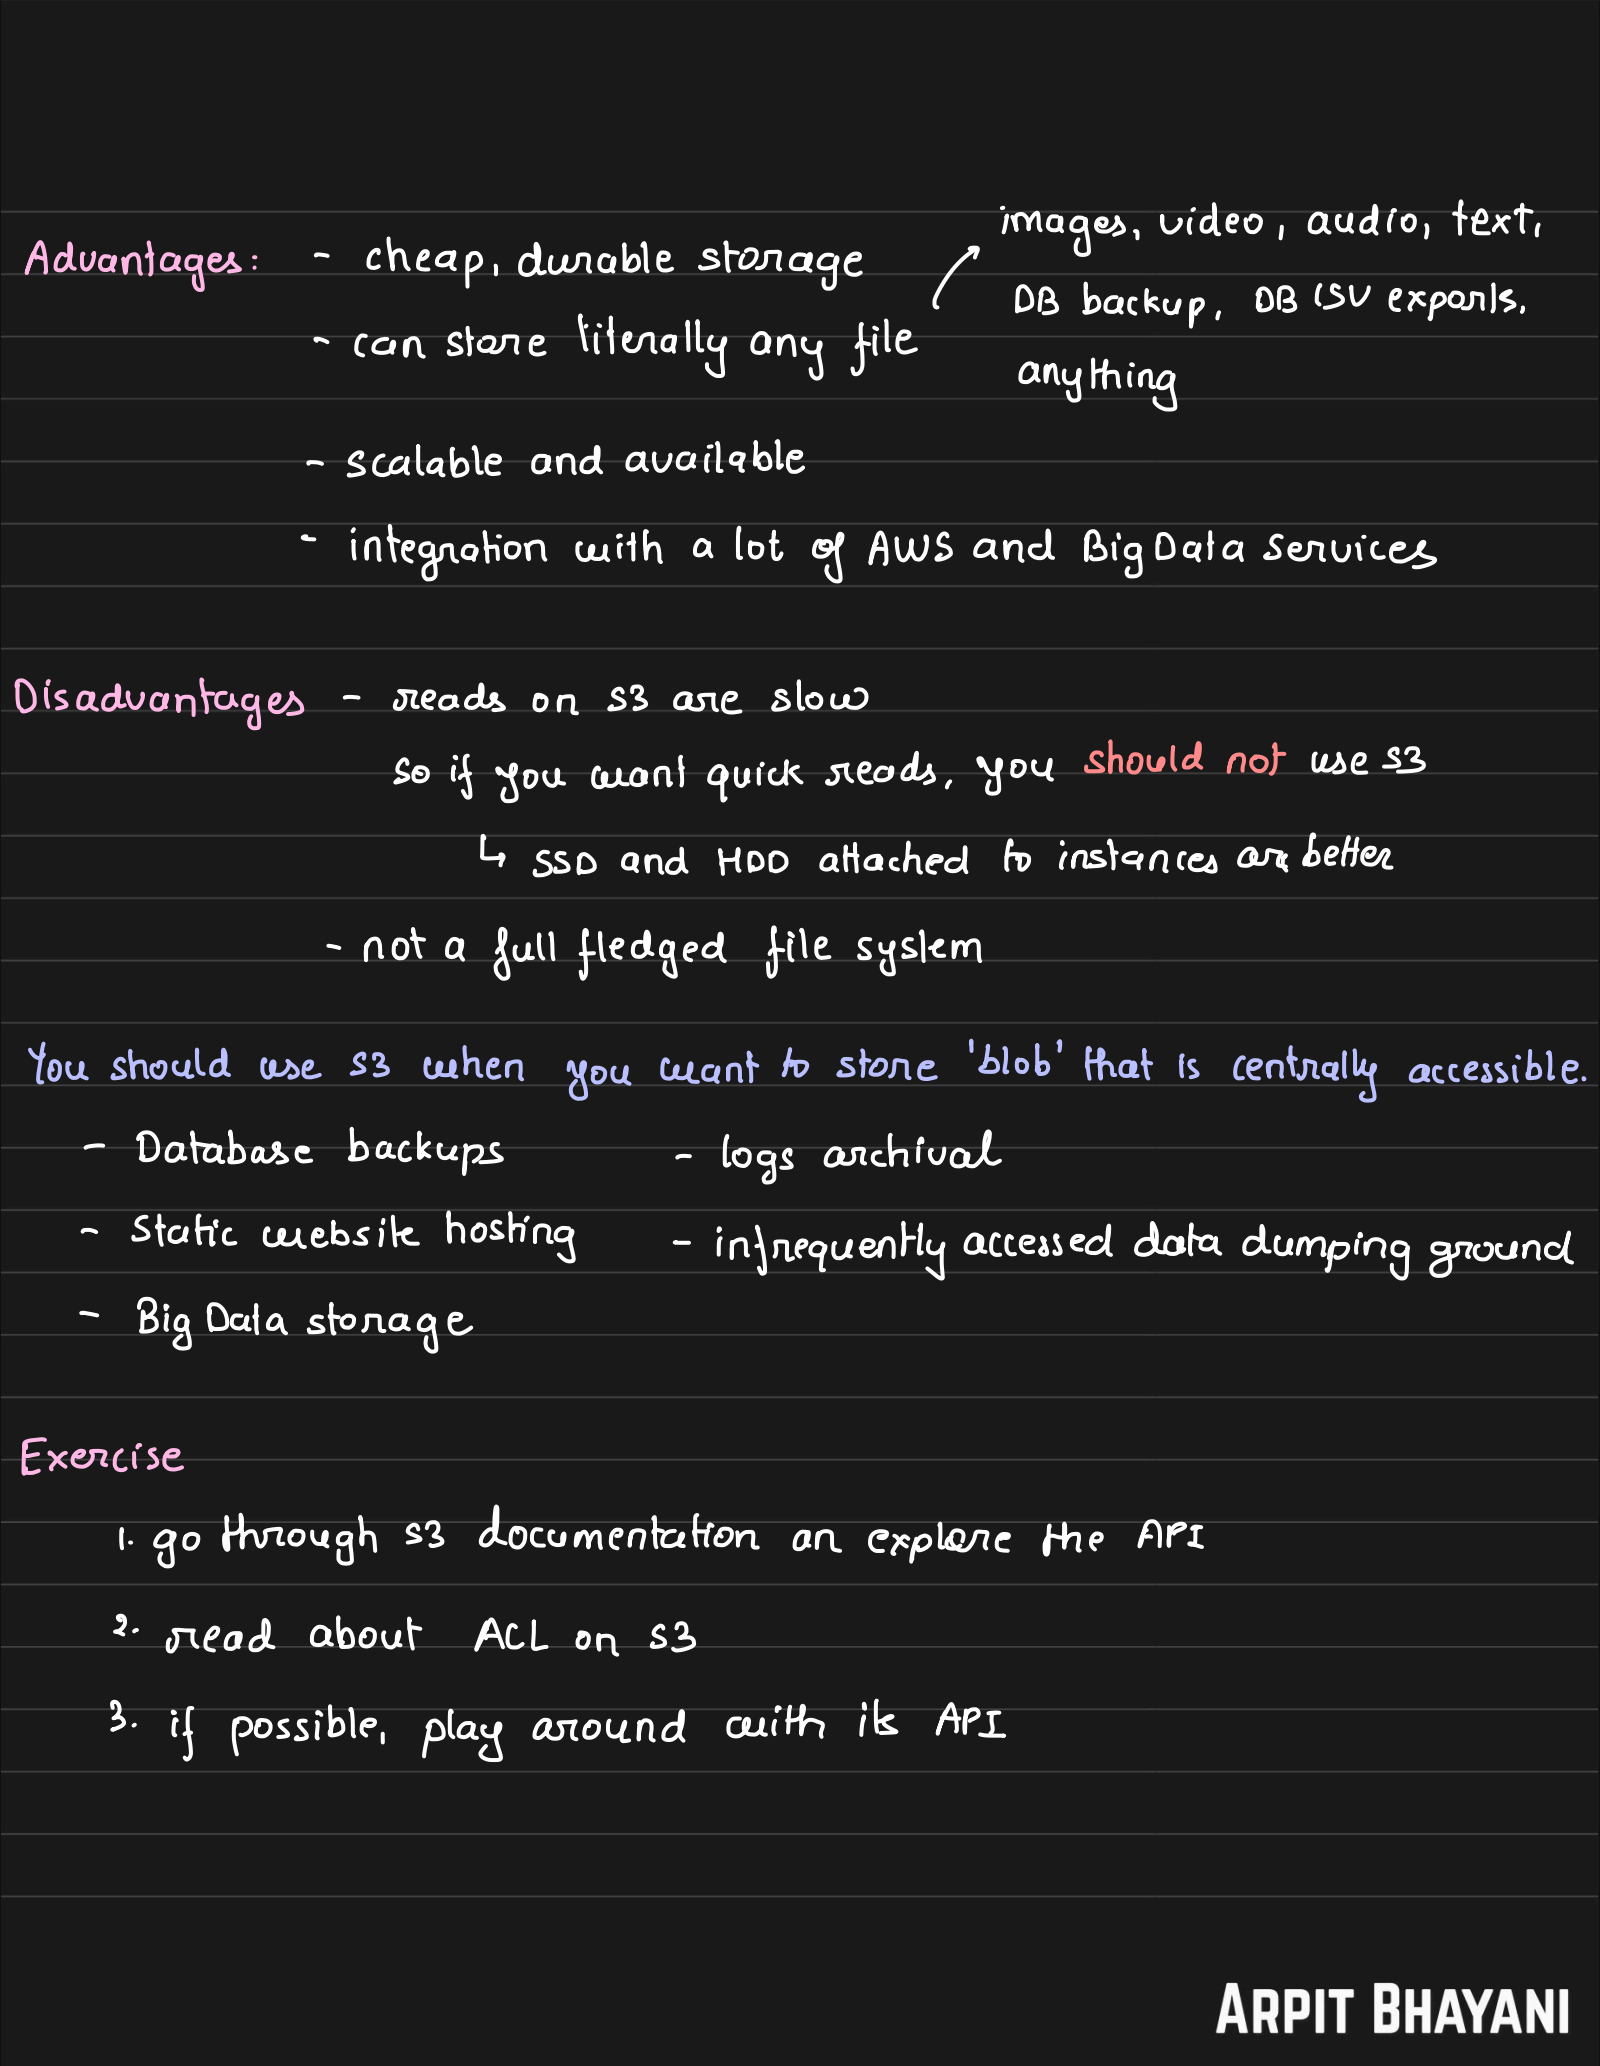 Advantages: - cheap, durable storage
- can store literally any file
images, video, audio, text,
DB backup, DB CSV exports,
anything
- scalable and available
- integration with a lot of AWS and Big Data services
Disadvantages - reads on S3 are slow
so if you want quick reads, you should not use S3
↳ SSD and HDD attached to instances are better
- not a full fledged file system
You should use S3 when you want to store 'blob' that is centrally accessible.
- Database backups
- logs archival
- Static website hosting
- infrequently accessed data dumping ground
- Big Data storage
Exercise
1. go through S3 documentation an explore the API
2. read about ACL on S3
3. if possible, play around with its API
ARPIT BHAYANI